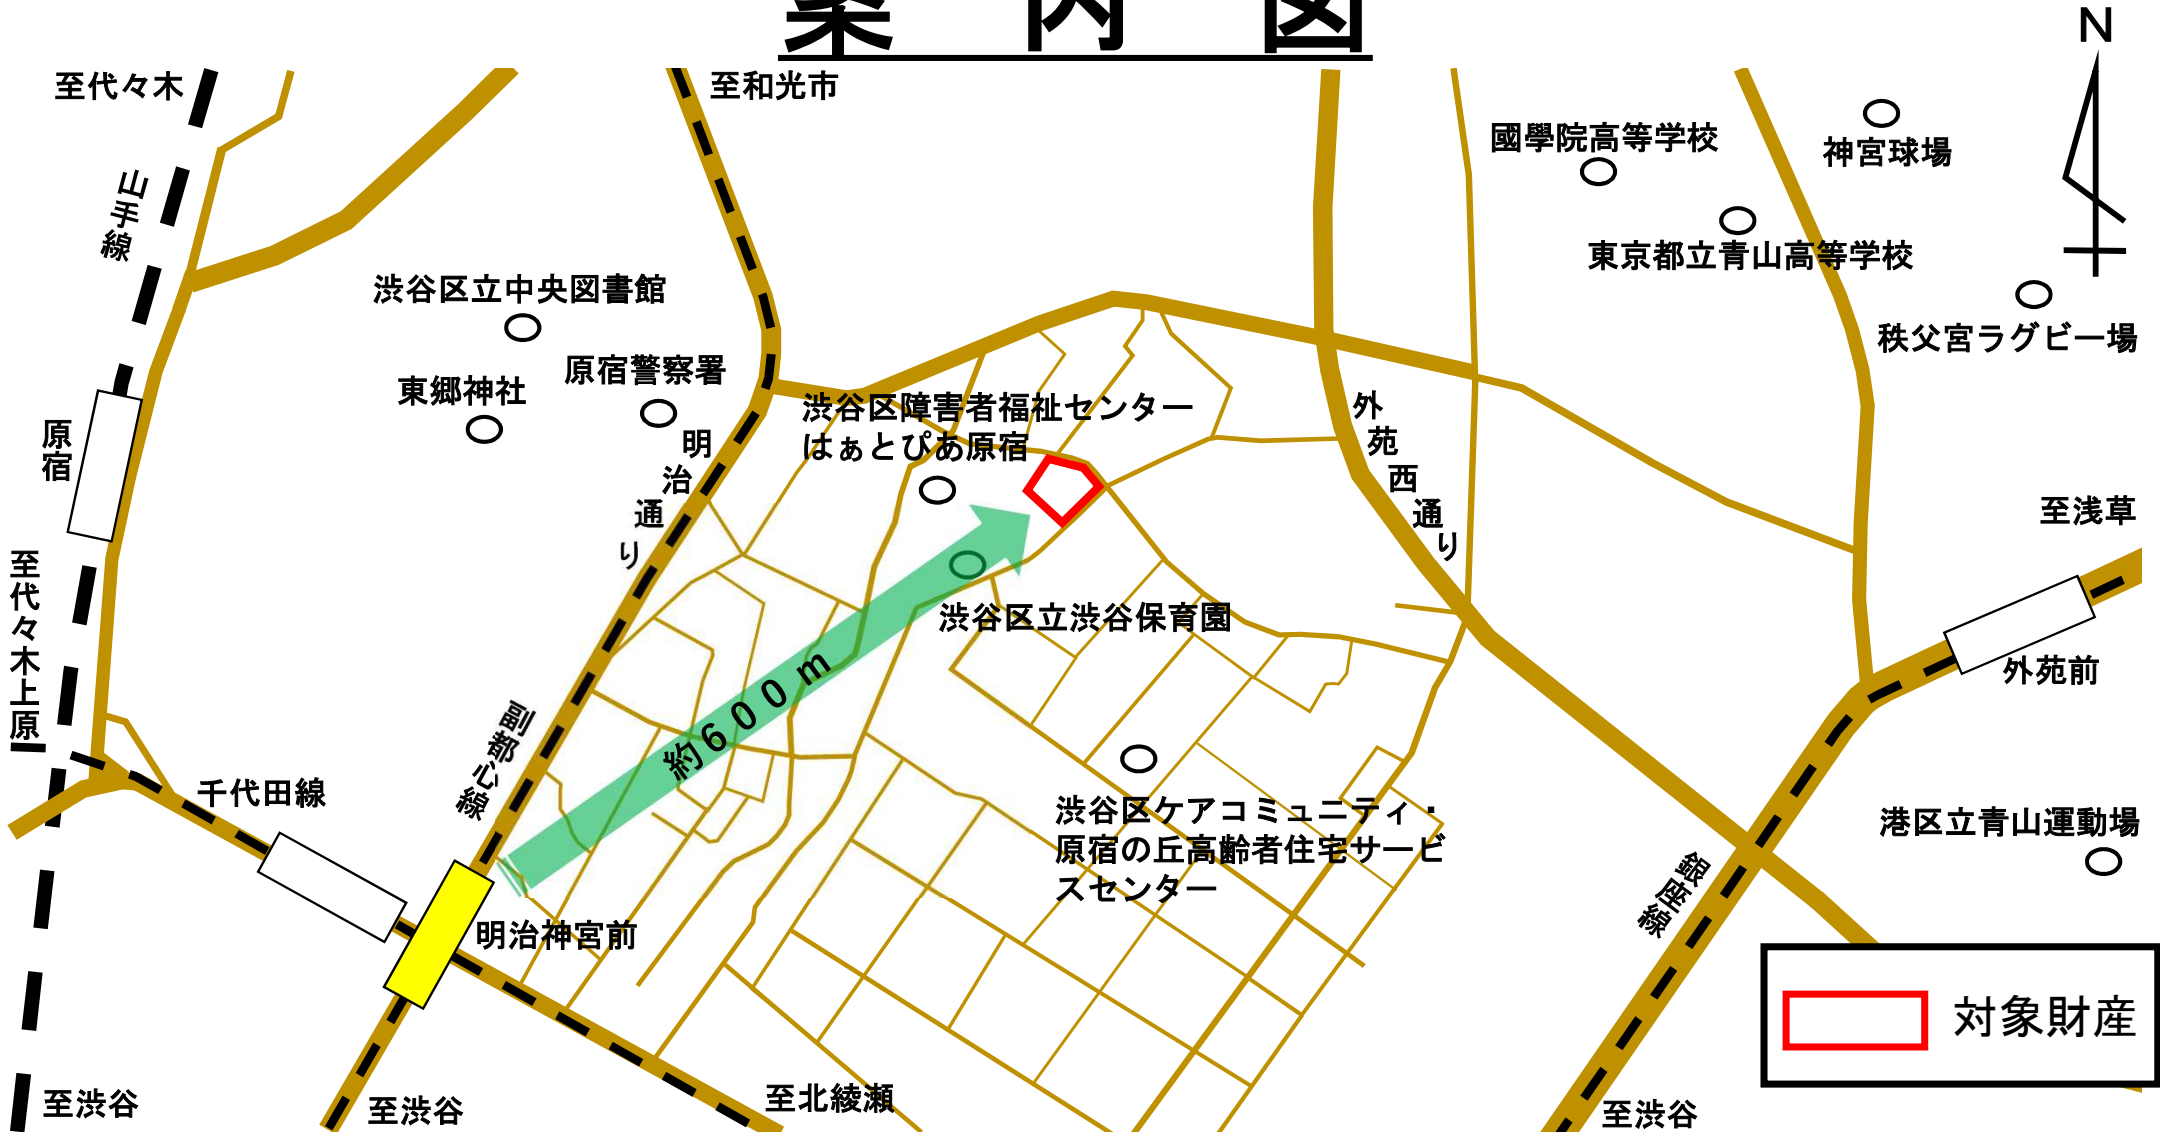 案内図
N
至代々木
至和光市
國學院高等学校
神宮球場
山手線
東京都立青山高等学校
渋谷区立中央図書館
秩父宮ラグビー場
原宿警察署
東郷神社
渋谷区障害者福祉センター
はぁとぴあ原宿
外苑西通り
原宿
明治通り
至浅草
至代々木上原
渋谷区立渋谷保育園
外苑前
約600m
副都心線
千代田線
渋谷区ケアコミュニティ・
原宿の丘高齢者住宅サービ
スセンター
港区立青山運動場
銀座線
明治神宮前
対象財産
至渋谷
至渋谷
至北綾瀬
至渋谷